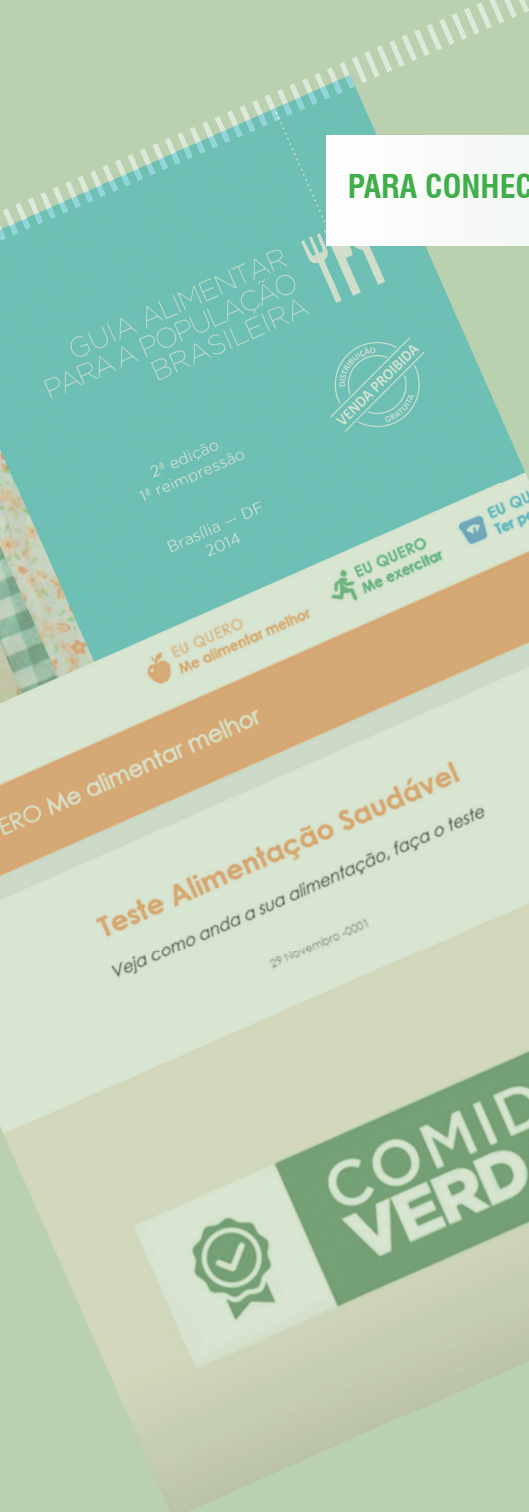 PARA CONHEC
GUIA ALIMENTAR
PARA A POPULAÇÃO
BRASILEIRA
DISTRIBUIÇÃO
VENDA PROIBIDA
GRATUITA
2ª edição
1ª reimpressão
Brasília — DF
2014
EU QUERO
Me alimentar melhor
EU QUERO
Me exercitar
EU QU
Ter pe
ERO Me alimentar melhor
Teste Alimentação Saudável
Veja como anda a sua alimentação, faça o teste
29 Novembro -0001
COMID
VERD